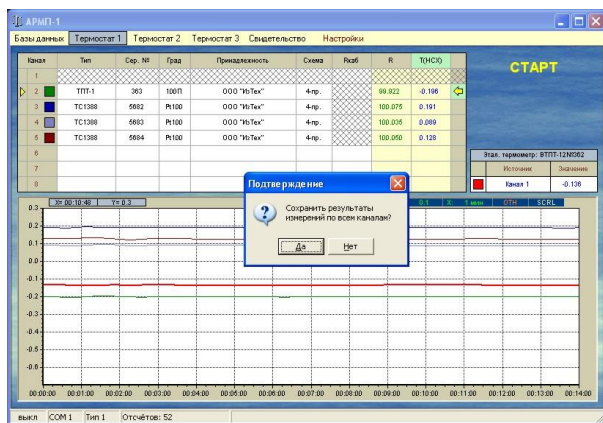 АРМП-1
Базы данных Термостат 1 Термостат 2 Термостат 3 Свидетельство Настройки
Канал Тип Сер. № Град Принадлежность Схема Rкаб R T(НСХ)
1
2 ТПТ-1 363 100П ООО "ИзТех" 4-пр. 99.922 -0.196
3 ТС1388 5682 Pt100 ООО "ИзТех" 4-пр. 100.075 0.191
4 ТС1388 5683 Pt100 ООО "ИзТех" 4-пр. 100.035 0.089
5 ТС1388 5684 Pt100 ООО "ИзТех" 4-пр. 100.050 0.128
6
7
8
СТАРТ
Этал. термометр: ВТПТ-12№362
Источник Значение
Канал 1 -0.136
Подтверждение
Сохранить результаты
измерений по всем каналам?
Да Нет
X= 00:10:48 Y= 0.3 0.1 X: 1 мин ОТН SCRL
0.3
0.2
0.1
0.0
-0.1
-0.2
-0.3
-0.4
-0.5
-0.6
00:00:00 00:01:00 00:02:00 00:03:00 00:04:00 00:05:00 00:06:00 00:07:00 00:08:00 00:09:00 00:10:00 00:11:00 00:12:00 00:13:00 00:14:00
выкл COM 1 Тип 1 Отсчётов: 52